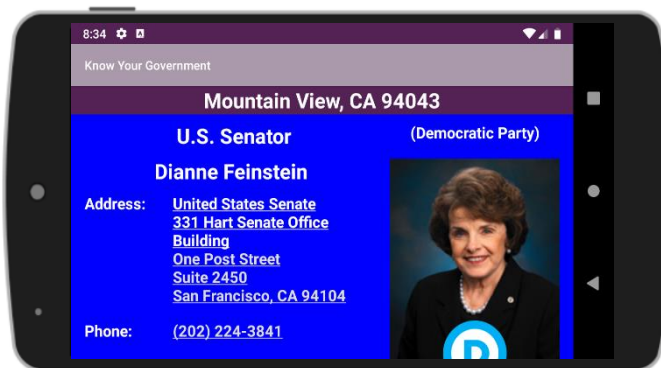 8:34
Know Your Government
Mountain View, CA 94043
U.S. Senator
(Democratic Party)
Dianne Feinstein
Address:
United States Senate
331 Hart Senate Office
Building
One Post Street
Suite 2450
San Francisco, CA 94104
Phone:
(202) 224-3841
D